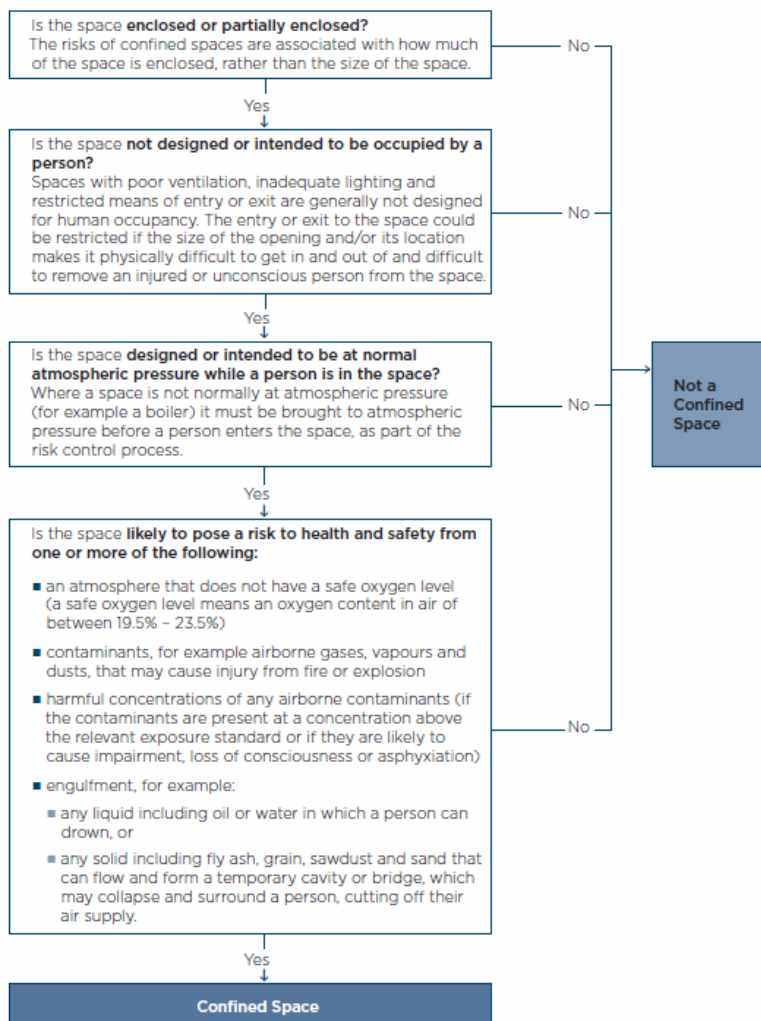 Is the space enclosed or partially enclosed?
The risks of confined spaces are associated with how much
of the space is enclosed, rather than the size of the space.
No
Yes
Is the space not designed or intended to be occupied by a
person?
Spaces with poor ventilation, inadequate lighting and
restricted means of entry or exit are generally not designed
for human occupancy. The entry or exit to the space could
be restricted if the size of the opening and/or its location
makes it physically difficult to get in and out of and difficult
to remove an injured or unconscious person from the space.
No
Yes
Is the space designed or intended to be at normal
atmospheric pressure while a person is in the space?
Where a space is not normally at atmospheric pressure
(for example a boiler) it must be brought to atmospheric
pressure before a person enters the space, as part of the
risk control process.
No
Not a
Confined
Space
Yes
Is the space likely to pose a risk to health and safety from
one or more of the following:
■ an atmosphere that does not have a safe oxygen level
(a safe oxygen level means an oxygen content in air of
between 19.5% – 23.5%)
■ contaminants, for example airborne gases, vapours and
dusts, that may cause injury from fire or explosion
■ harmful concentrations of any airborne contaminants (if
the contaminants are present at a concentration above
the relevant exposure standard or if they are likely to
cause impairment, loss of consciousness or asphyxiation)
■ engulfment, for example:
■ any liquid including oil or water in which a person can
drown, or
■ any solid including fly ash, grain, sawdust and sand that
can flow and form a temporary cavity or bridge, which
may collapse and surround a person, cutting off their
air supply.
No
Yes
Confined Space